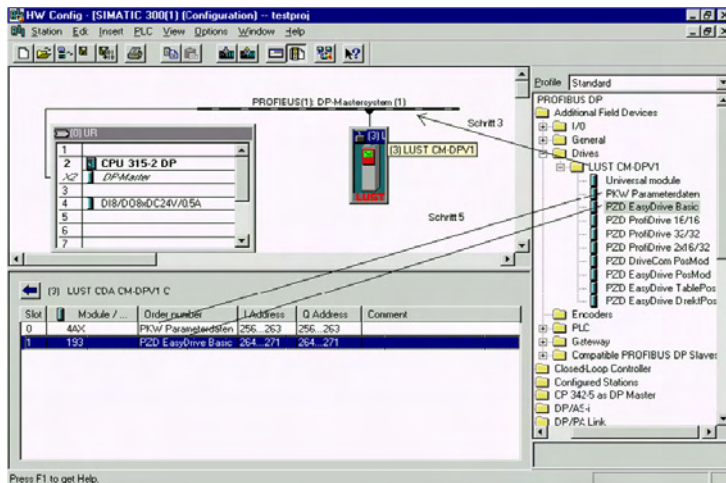 HW Config - [SIMATIC 300(1) (Configuration) -- testproj]
Station Edit Insert PLC View Options Window Help
PROFIBUS(1): DP-Mastersystem (1)
Schritt 3
(0) UR
1
2 CPU 315-2 DP
X2 DP-Master
3
4 DI8/DO8xDC24V/0.5A
5
6
7
(3) LUST CM-DPV1
LUST
Schritt 5
Profile Standard
PROFIBUS DP
Additional Field Devices
I/O
General
Drives
LUST CM-DPV1
Universal module
PKW Parameterdaten
PZD EasyDrive Basic
PZD ProfiDrive 16/16
PZD ProfiDrive 32/32
PZD ProfiDrive 2x16/32
PZD DriveCom PosMod
PZD EasyDrive PosMod
PZD EasyDrive TablePos
PZD EasyDrive DirektPos
Encoders
PLC
Gateway
Compatible PROFIBUS DP Slaves
Closed-Loop Controller
Configured Stations
CP 342-5 as DP Master
DP/AS-i
DP/PA Link
(3) LUST CDA CM-DPV1 C
Slot Module / ... Order number I Address Q Address Comment
0 4AX PKW Parameterdaten 256...263 256...263
1 193 PZD EasyDrive Basic 264...271 264...271
Press F1 to get Help.